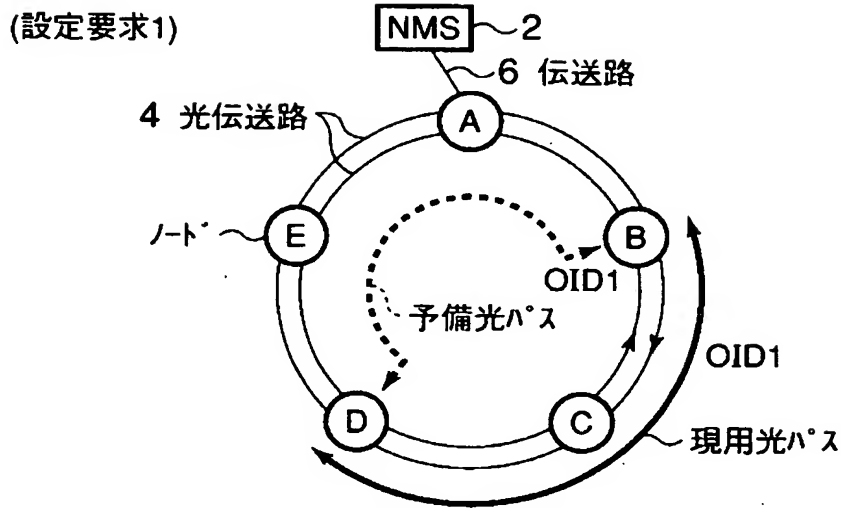 (設定要求1)
NMS
2
6 伝送路
4 光伝送路
A
ノード
E
B
OID1
予備光パス
OID1
D
C
現用光パス